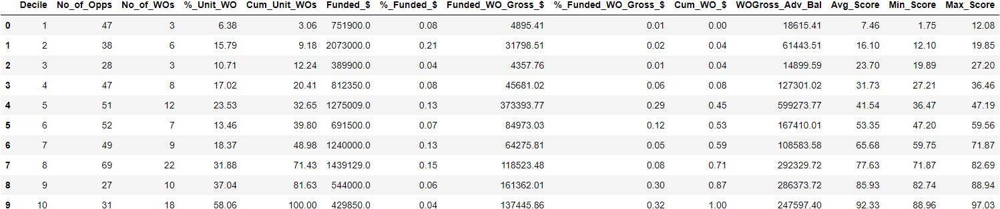 Decile No_of_Opps No_of_WOs %_Unit_WO Cum_Unit_WOs Funded_$ %_Funded_$ Funded_WO_Gross_$ %_Funded_WO_Gross_$ Cum_WO_$ WOGross_Adv_Bal Avg_Score Min_Score Max_Score
0 1 47 3 6.38 3.06 751900.0 0.08 4895.41 0.01 0.00 18615.41 7.46 1.75 12.08
1 2 38 6 15.79 9.18 2073000.0 0.21 31798.51 0.02 0.04 61443.51 16.10 12.10 19.85
2 3 28 3 10.71 12.24 389900.0 0.04 4357.76 0.01 0.04 14899.59 23.70 19.89 27.20
3 4 47 8 17.02 20.41 812350.0 0.08 45681.02 0.06 0.08 127301.02 31.73 27.21 36.46
4 5 51 12 23.53 32.65 1275009.0 0.13 373393.77 0.29 0.45 599273.77 41.54 36.47 47.19
5 6 52 7 13.46 39.80 691500.0 0.07 84973.03 0.12 0.53 167410.01 53.35 47.20 59.56
6 7 49 9 18.37 48.98 1240000.0 0.13 64275.81 0.05 0.59 108583.58 65.68 59.75 71.87
7 8 69 22 31.88 71.43 1439129.0 0.15 118523.48 0.08 0.71 292329.72 77.63 71.87 82.69
8 9 27 10 37.04 81.63 544000.0 0.06 161362.01 0.30 0.87 286373.72 85.93 82.74 88.94
9 10 31 18 58.06 100.00 429850.0 0.04 137445.86 0.32 1.00 247597.40 92.33 88.96 97.03